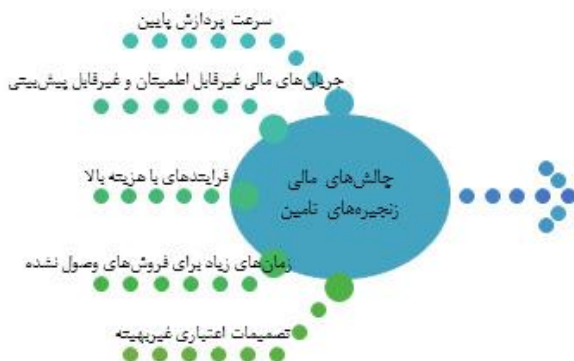 سرعت پردازش پایین
جریان‌های مالی غیرقابل اطمینان و غیرقابل پیش‌بینی
فرایندهای با هزینه بالا
زمان‌های زیاد برای فروش‌های وصول نشده
تصمیمات اعتباری غیربهینه
چالش‌های مالی
زنجیره‌های تامین